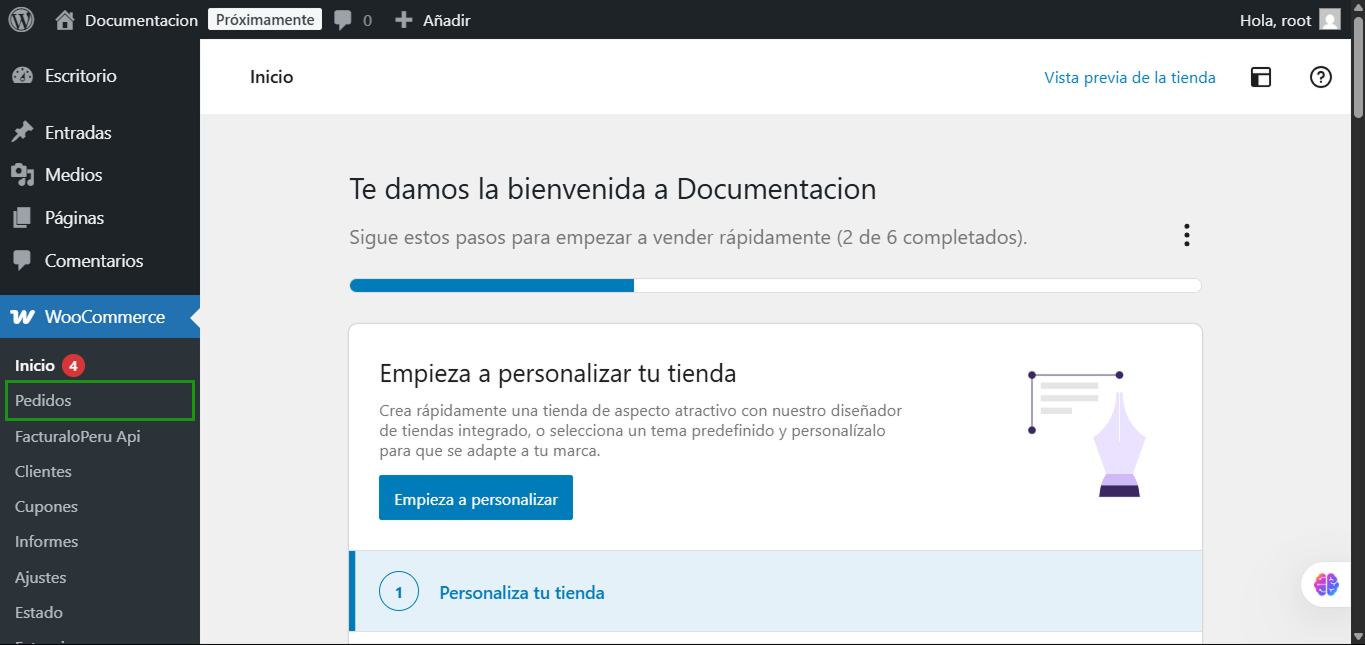 Documentacion Próximamente 0 Añadir Hola, root
Escritorio
Entradas
Medios
Páginas
Comentarios
WooCommerce
Inicio 4
Pedidos
FacturaloPeru Api
Clientes
Cupones
Informes
Ajustes
Estado
Inicio Vista previa de la tienda
Te damos la bienvenida a Documentacion
Sigue estos pasos para empezar a vender rápidamente (2 de 6 completados).
Empieza a personalizar tu tienda
Crea rápidamente una tienda de aspecto atractivo con nuestro diseñador
de tiendas integrado, o selecciona un tema predefinido y personalízalo
para que se adapte a tu marca.
Empieza a personalizar
1 Personaliza tu tienda